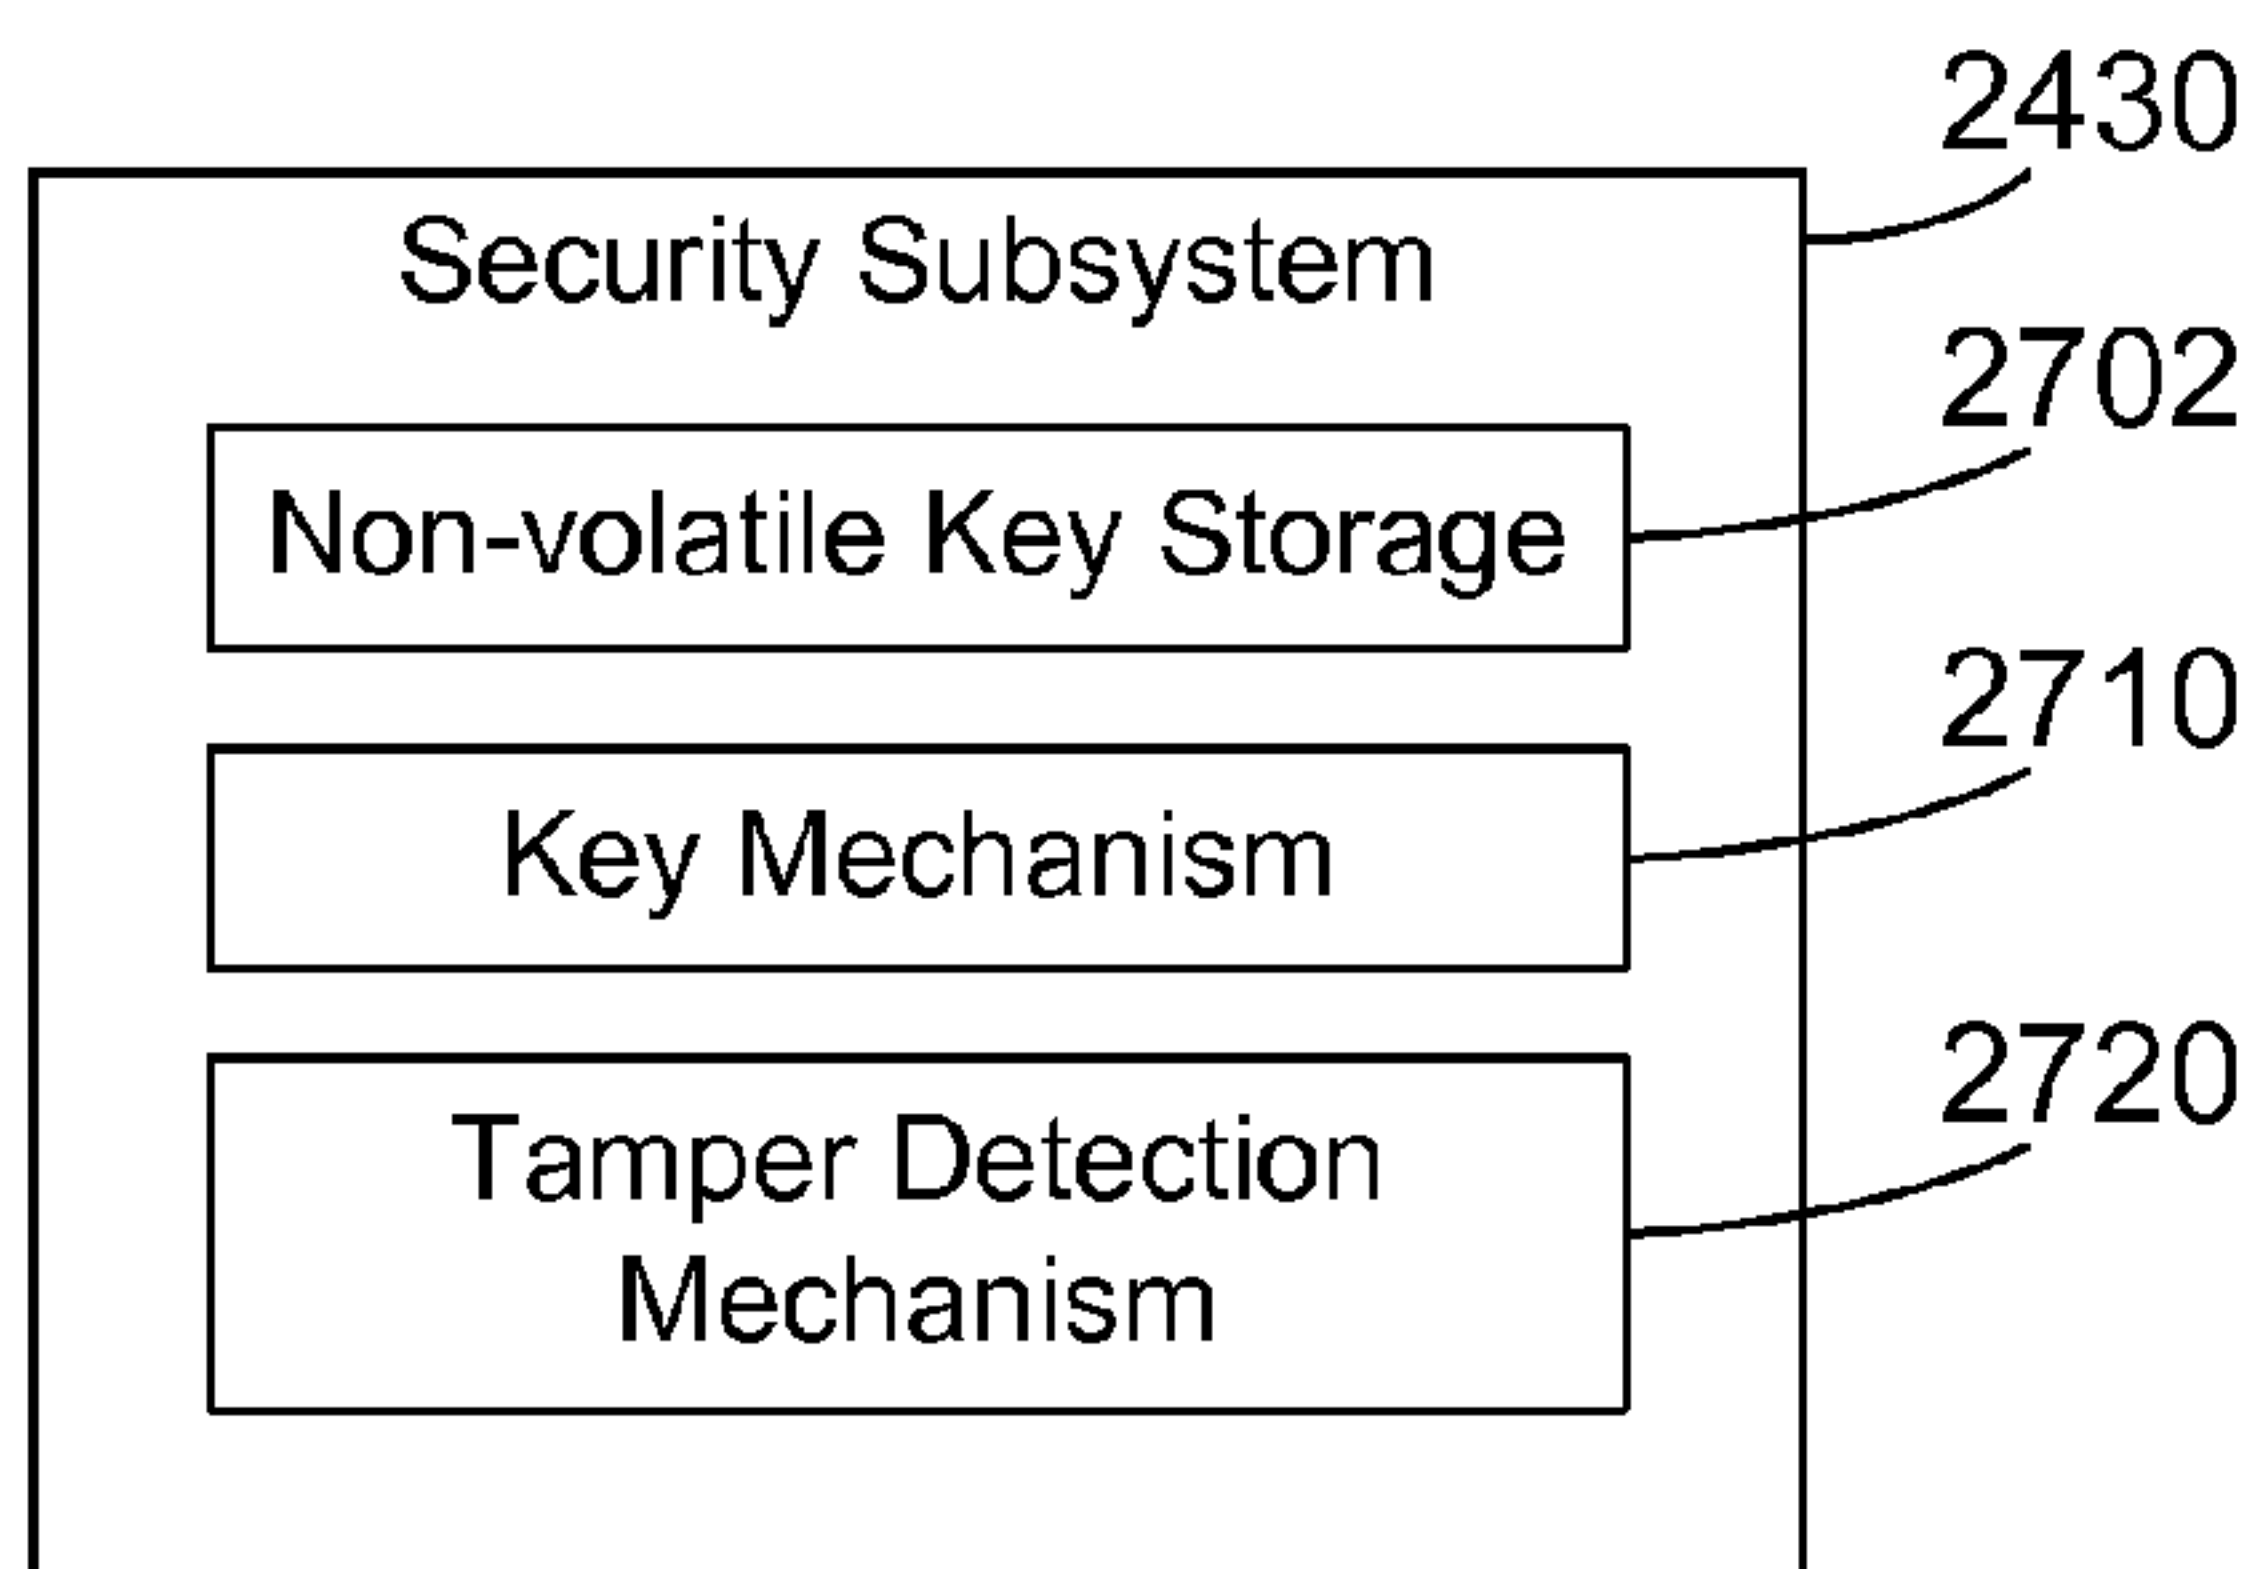 2430
Security Subsystem
2702
Non-volatile Key Storage
2710
Key Mechanism
2720
Tamper Detection
Mechanism